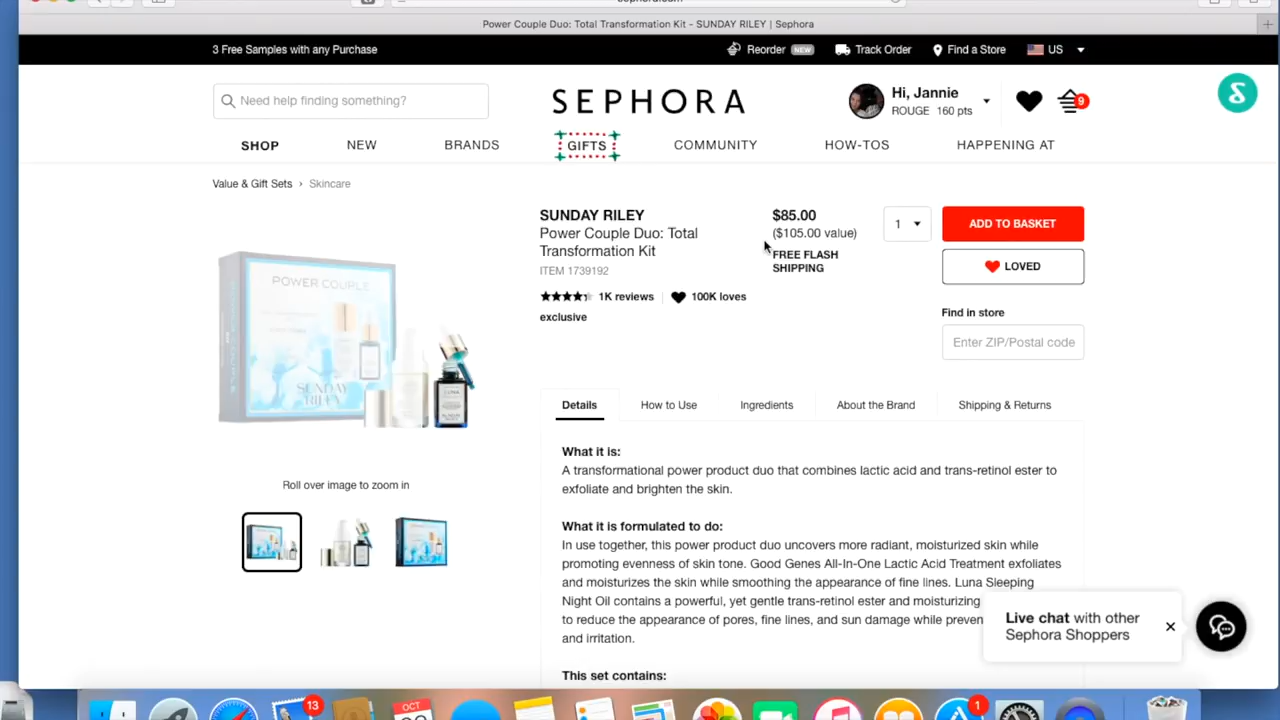 sephora.com
Power Couple Duo: Total Transformation Kit - SUNDAY RILEY | Sephora
3 Free Samples with any Purchase
Reorder NEW
Track Order
Find a Store
US
Need help finding something?
SEPHORA
Hi, Jannie
ROUGE 160 pts
9
SHOP
NEW
BRANDS
GIFTS
COMMUNITY
HOW-TOS
HAPPENING AT
Value & Gift Sets › Skincare
SUNDAY RILEY
Power Couple Duo: Total
Transformation Kit
ITEM 1739192
1K reviews
100K loves
exclusive
$85.00
($105.00 value)
FREE FLASH
SHIPPING
1
ADD TO BASKET
LOVED
Find in store
Enter ZIP/Postal code
POWER COUPLE
SUNDAY
RILEY
Roll over image to zoom in
Details
How to Use
Ingredients
About the Brand
Shipping & Returns
What it is:
A transformational power product duo that combines lactic acid and trans-retinol ester to
exfoliate and brighten the skin.
What it is formulated to do:
In use together, this power product duo uncovers more radiant, moisturized skin while
promoting evenness of skin tone. Good Genes All-In-One Lactic Acid Treatment exfoliates
and moisturizes the skin while smoothing the appearance of fine lines. Luna Sleeping
Night Oil contains a powerful, yet gentle trans-retinol ester and moisturizing
to reduce the appearance of pores, fine lines, and sun damage while preven
and irritation.
This set contains:
Live chat with other
Sephora Shoppers
13
OCT
1